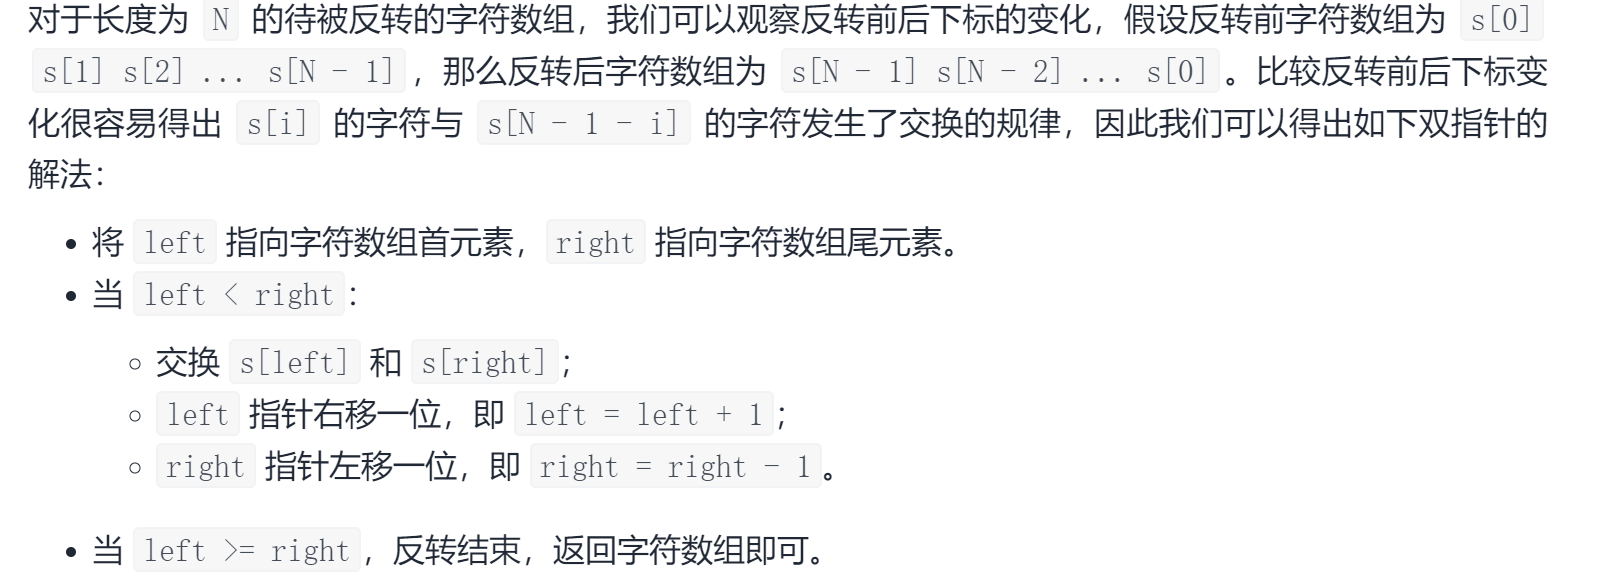 对于长度为 N 的待被反转的字符数组，我们可以观察反转前后下标的变化，假设反转前字符数组为 s[0]
s[1] s[2] ... s[N - 1]，那么反转后字符数组为 s[N - 1] s[N - 2] ... s[0]。比较反转前后下标变
化很容易得出 s[i] 的字符与 s[N - 1 - i] 的字符发生了交换的规律，因此我们可以得出如下双指针的
解法：
• 将 left 指向字符数组首元素，right 指向字符数组尾元素。
• 当 left < right：
◦ 交换 s[left] 和 s[right]；
◦ left 指针右移一位，即 left = left + 1；
◦ right 指针左移一位，即 right = right - 1。
• 当 left >= right，反转结束，返回字符数组即可。